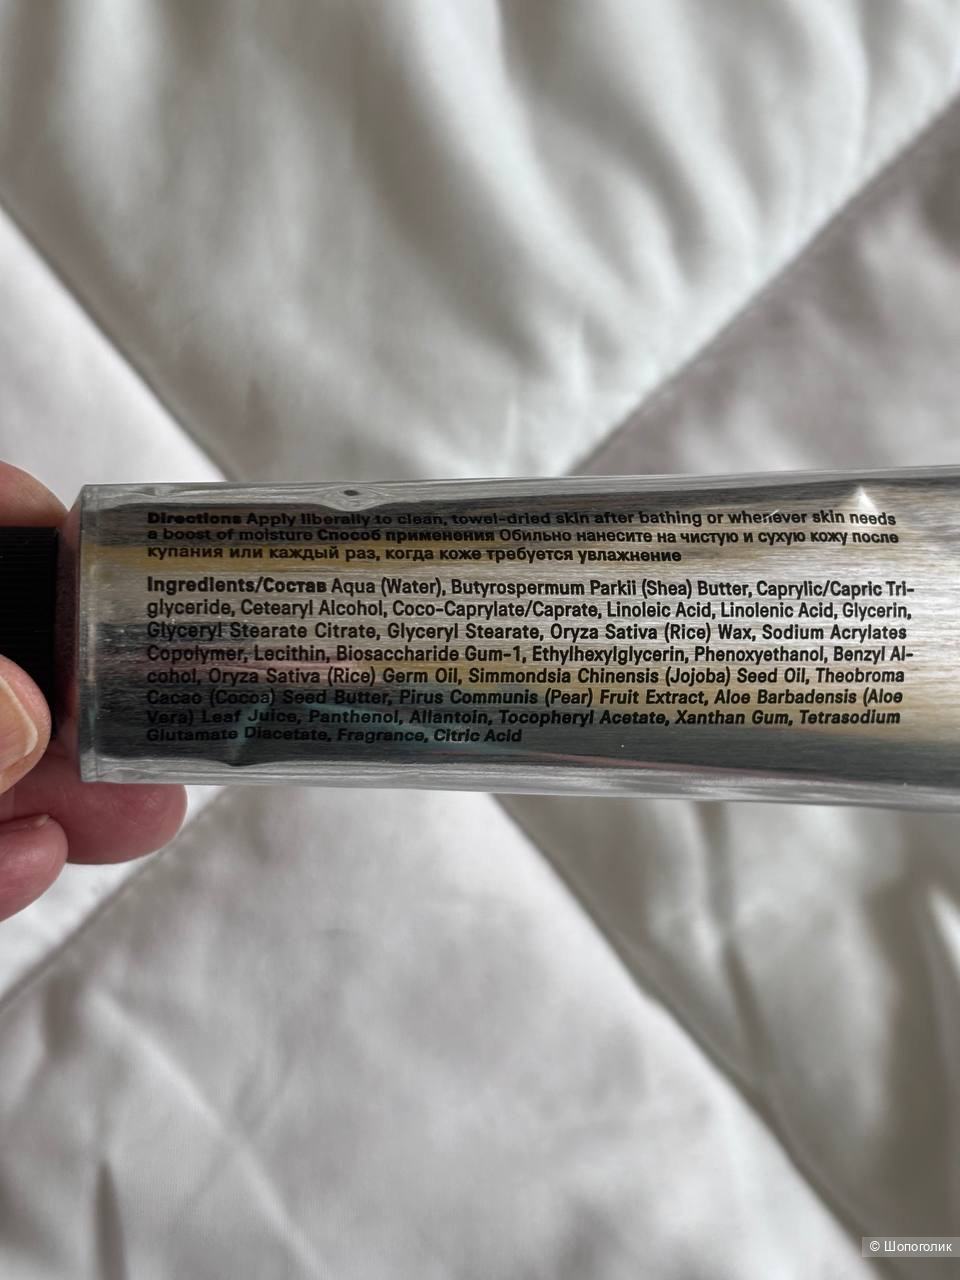 Directions Apply liberally to clean, towel-dried skin after bathing or whenever skin needs
a boost of moisture Способ применения Обильно нанесите на чистую и сухую кожу после
купания или каждый раз, когда коже требуется увлажнение
Ingredients/Состав Aqua (Water), Butyrospermum Parkii (Shea) Butter, Caprylic/Capric Tri-
glyceride, Cetearyl Alcohol, Coco-Caprylate/Caprate, Linoleic Acid, Linolenic Acid, Glycerin,
Glyceryl Stearate Citrate, Glyceryl Stearate, Oryza Sativa (Rice) Wax, Sodium Acrylates
Copolymer, Lecithin, Biosaccharide Gum-1, Ethylhexylglycerin, Phenoxyethanol, Benzyl Al-
cohol, Oryza Sativa (Rice) Germ Oil, Simmondsia Chinensis (Jojoba) Seed Oil, Theobroma
Cacao (Cocoa) Seed Butter, Pirus Communis (Pear) Fruit Extract, Aloe Barbadensis (Aloe
Vera) Leaf Juice, Panthenol, Allantoin, Tocopheryl Acetate, Xanthan Gum, Tetrasodium
Glutamate Diacetate, Fragrance, Citric Acid
© Шопоголик